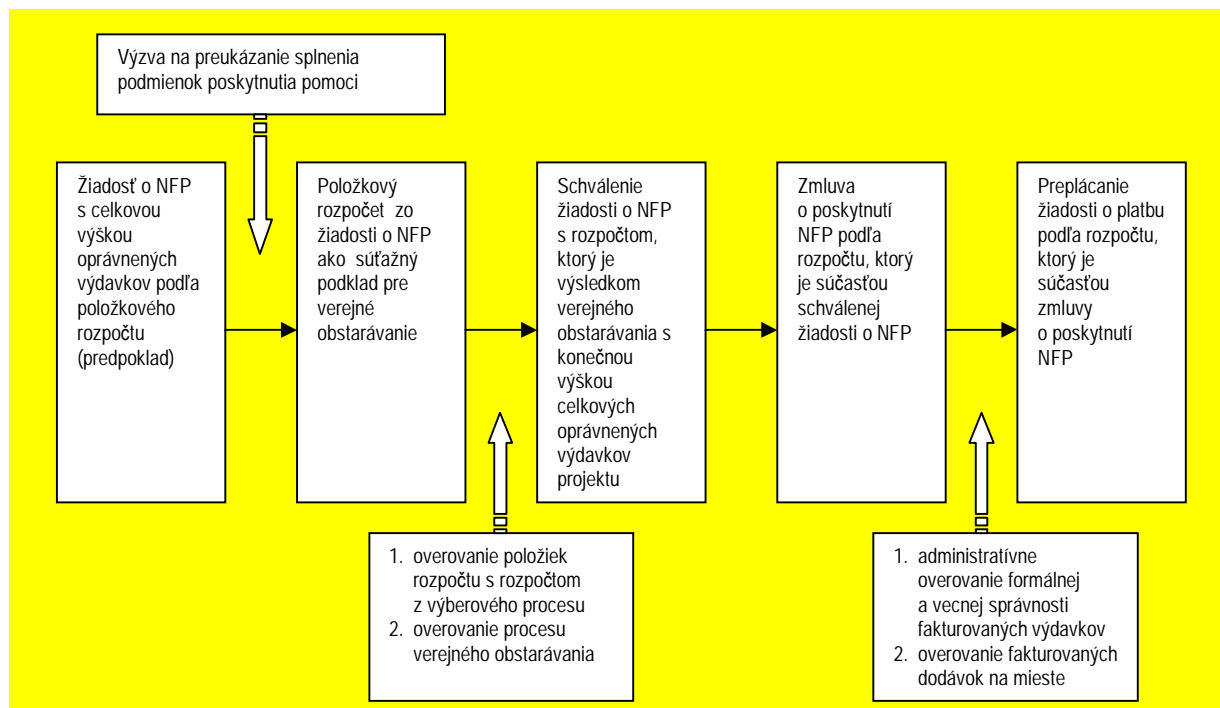 Výzva na preukázanie splnenia
podmienok poskytnutia pomoci
Žiadosť o NFP
s celkovou
výškou
oprávnených
výdavkov podľa
položkového
rozpočtu
(predpoklad)
Položkový
rozpočet zo
žiadosti o NFP
ako súťažný
podklad pre
verejné
obstarávanie
Schválenie
žiadosti o NFP
s rozpočtom,
ktorý je
výsledkom
verejného
obstarávania s
konečnou
výškou
celkových
oprávnených
výdavkov
projektu
Zmluva
o poskytnutí
NFP podľa
rozpočtu, ktorý
je súčasťou
schválenej
žiadosti o NFP
Preplácanie
žiadosti o platbu
podľa rozpočtu,
ktorý je
súčasťou
zmluvy
o poskytnutí
NFP
1. overovanie položiek
rozpočtu s rozpočtom
z výberového procesu
2. overovanie procesu
verejného obstarávania
1. administratívne
overovanie formálnej
a vecnej správnosti
fakturovaných výdavkov
2. overovanie fakturovaných
dodávok na mieste